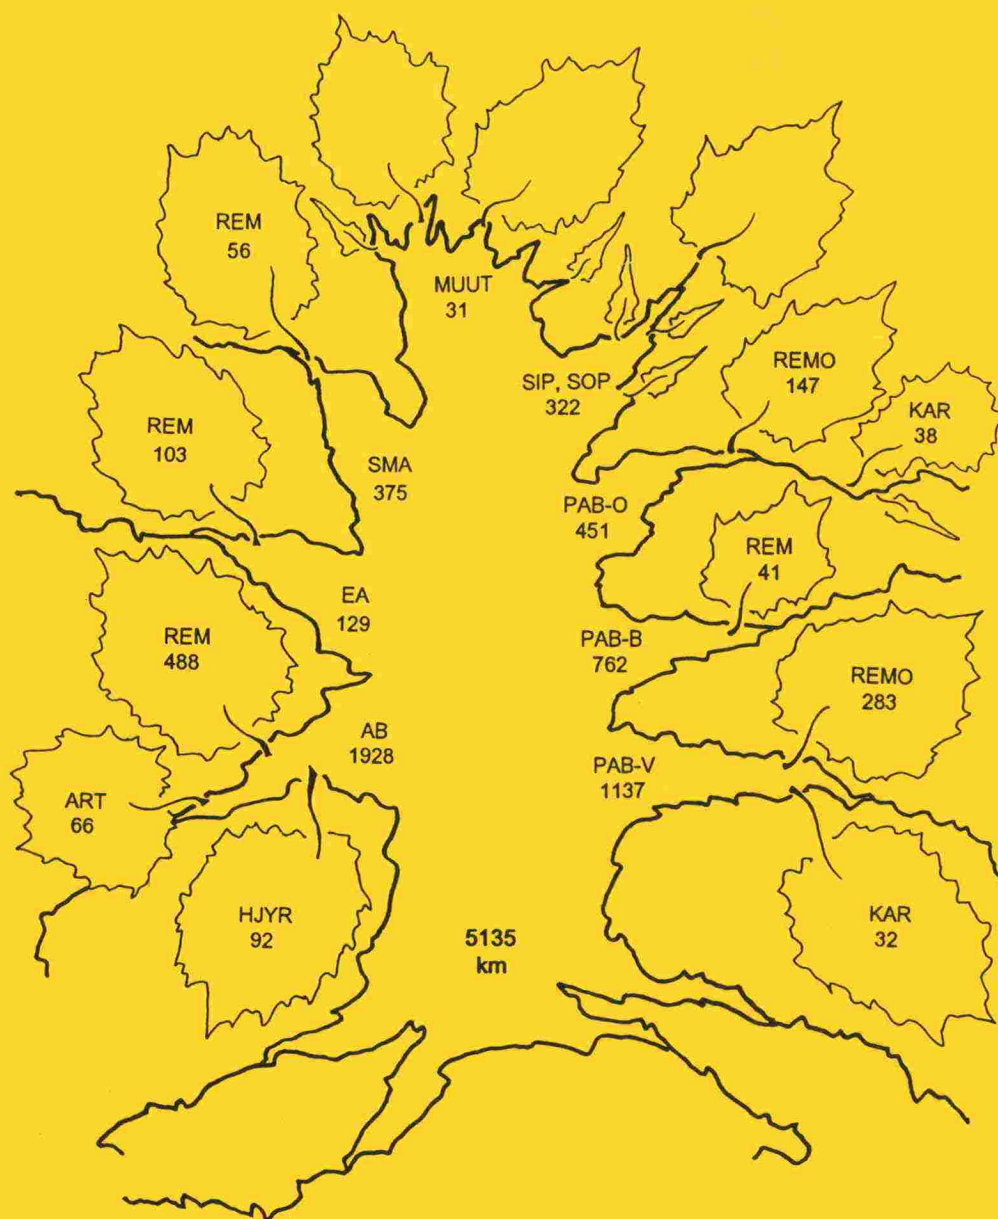 REM
56
MUUT
31
REM
103
SMA
375
SIP, SOP
322
REMO
147
KAR
38
PAB-O
451
REM
41
EA
129
REM
488
PAB-B
762
REMO
283
AB
1928
PAB-V
1137
ART
66
HJYR
92
5135
km
KAR
32